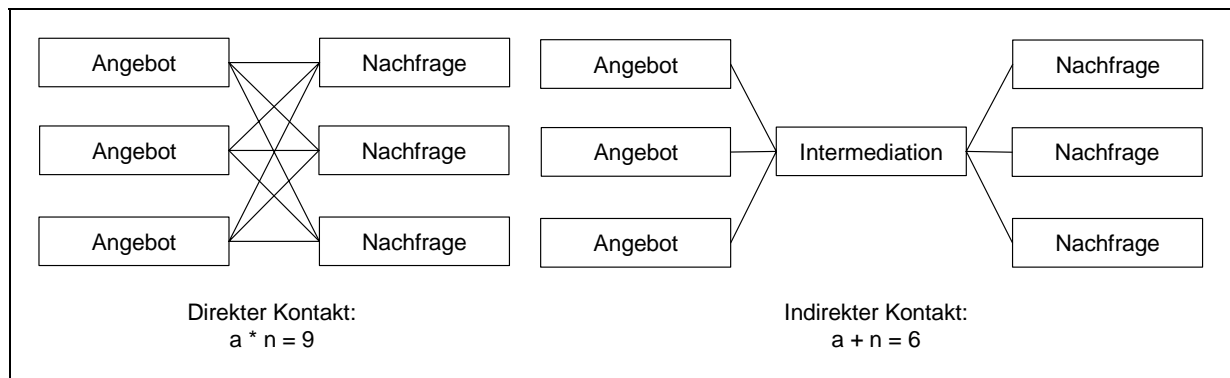 Angebot
Nachfrage
Angebot
Nachfrage
Angebot
Nachfrage
Direkter Kontakt:
a * n = 9
Angebot
Nachfrage
Angebot
Intermediation
Nachfrage
Angebot
Nachfrage
Indirekter Kontakt:
a + n = 6